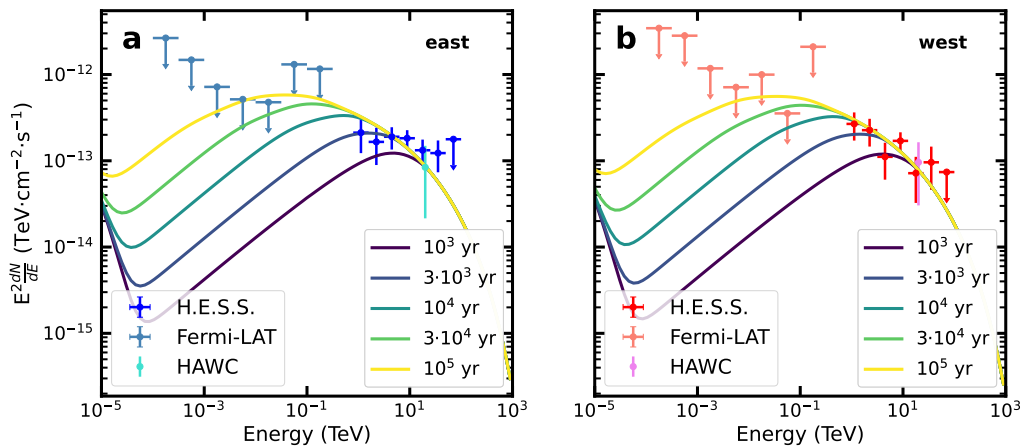 a
east
E² dN/dE (TeV·cm⁻²·s⁻¹)
10⁻¹²
10⁻¹³
10⁻¹⁴
10⁻¹⁵
H.E.S.S.
Fermi-LAT
HAWC
10³ yr
3·10³ yr
10⁴ yr
3·10⁴ yr
10⁵ yr
10⁻⁵ 10⁻³ 10⁻¹ 10¹ 10³
Energy (TeV)
b
west
H.E.S.S.
Fermi-LAT
HAWC
10³ yr
3·10³ yr
10⁴ yr
3·10⁴ yr
10⁵ yr
10⁻⁵ 10⁻³ 10⁻¹ 10¹ 10³
Energy (TeV)